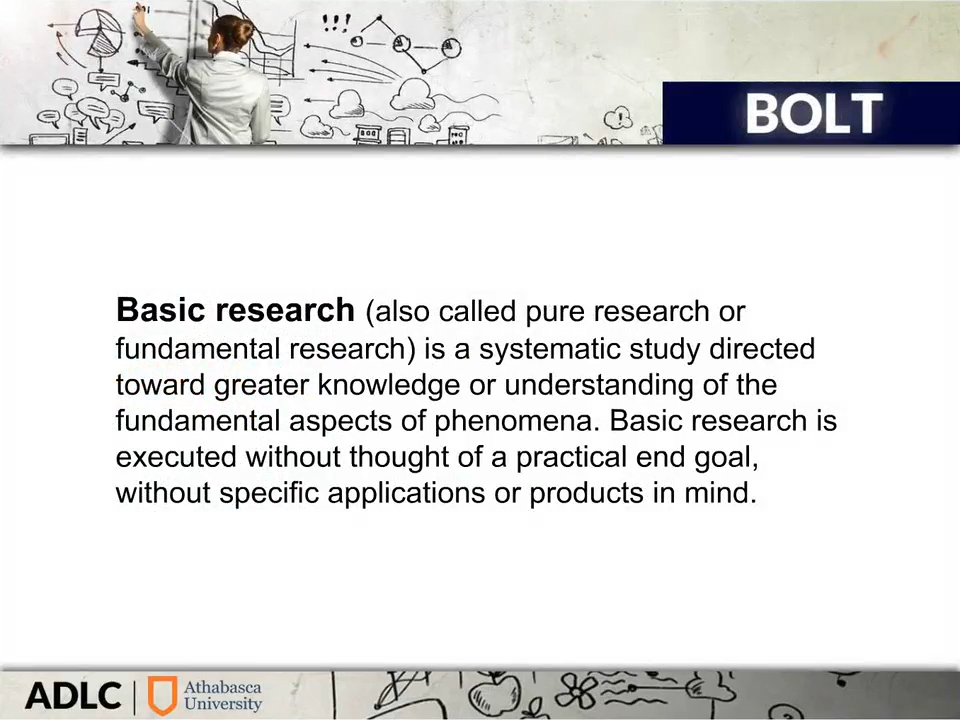 BOLT
Basic research (also called pure research or
fundamental research) is a systematic study directed
toward greater knowledge or understanding of the
fundamental aspects of phenomena. Basic research is
executed without thought of a practical end goal,
without specific applications or products in mind.
ADLC
Athabasca
University